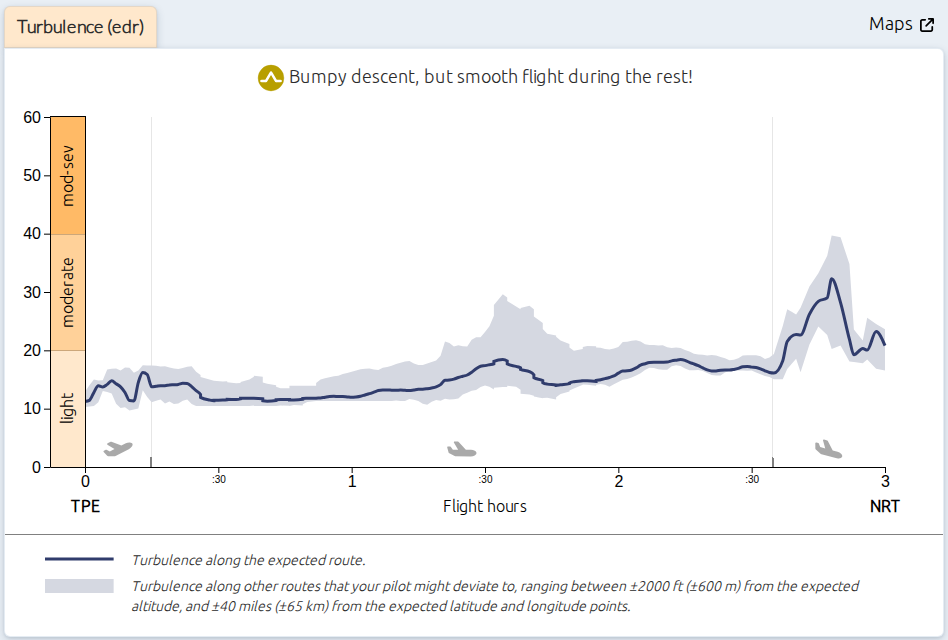 Turbulence (edr)
Maps
Bumpy descent, but smooth flight during the rest!
60
50
40
30
20
10
0
mod-sev
moderate
light
0
:30
1
:30
2
:30
3
TPE
Flight hours
NRT
Turbulence along the expected route.
Turbulence along other routes that your pilot might deviate to, ranging between ±2000 ft (±600 m) from the expected
altitude, and ±40 miles (±65 km) from the expected latitude and longitude points.